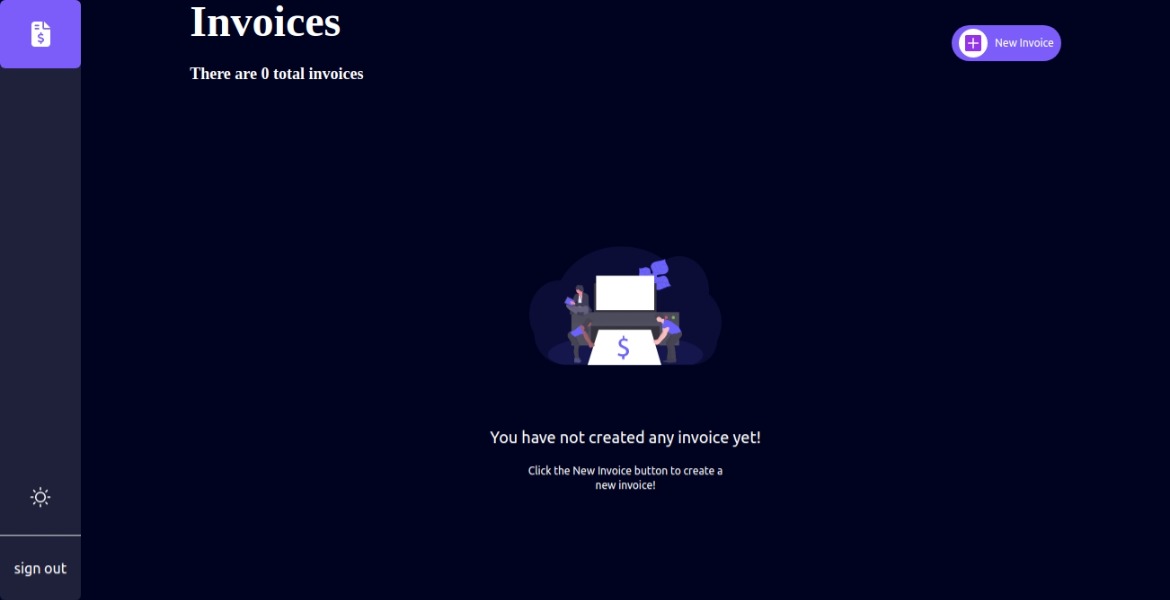 Invoices
New Invoice
There are 0 total invoices
$
$
You have not created any invoice yet!
Click the New Invoice button to create a
new invoice!
sign out